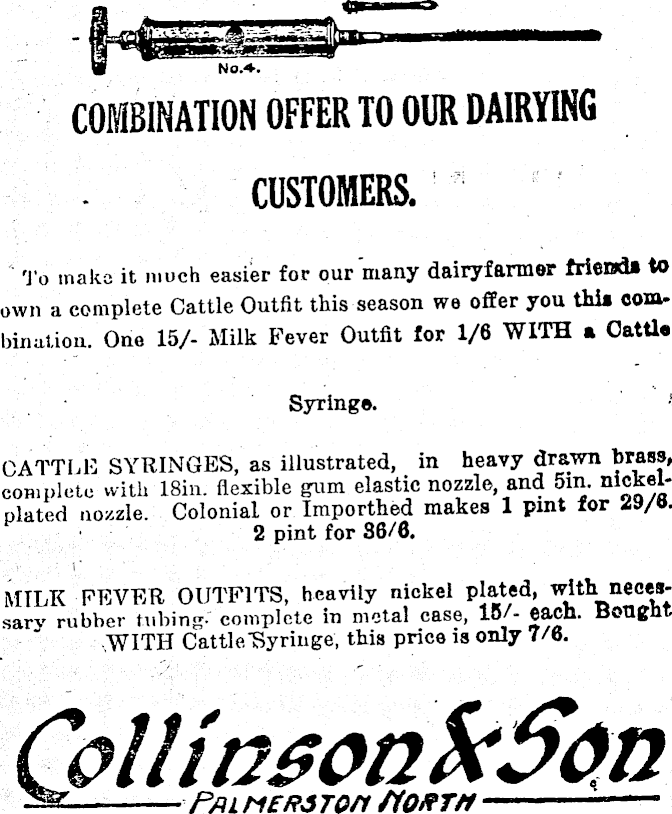 No.4.
COMBINATION OFFER TO OUR DAIRYING
CUSTOMERS.
To make it much easier for our many dairyfarmer friends to
own a complete Cattle Outfit this season we offer you this com-
bination. One 15/- Milk Fever Outfit for 1/6 WITH a Cattle
Syringe.
CATTLE SYRINGES, as illustrated, in heavy drawn brass,
complete with 18in. flexible gum elastic nozzle, and 5in. nickel-
plated nozzle. Colonial or Importhed makes 1 pint for 29/6.
2 pint for 36/6.
MILK FEVER OUTFITS, heavily nickel plated, with neces-
sary rubber tubing. complete in metal case, 15/- each. Bought
WITH Cattle Syringe, this price is only 7/6.
Collinson & Son
PALMERSTON NORTH